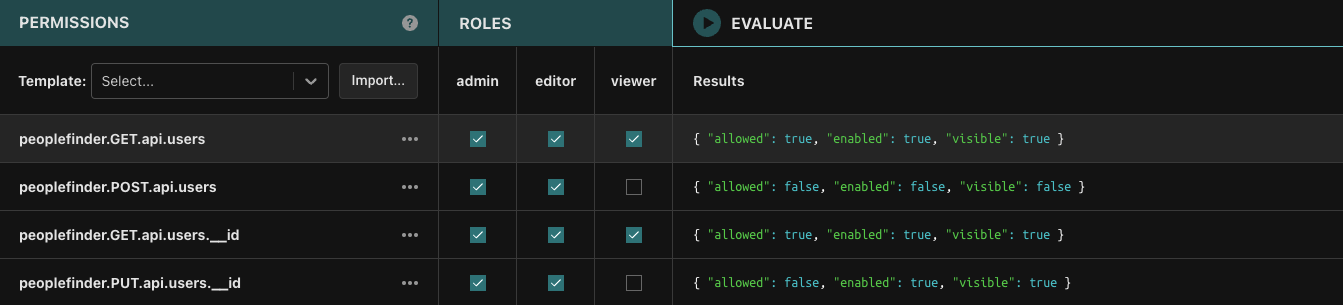 PERMISSIONS ? ROLES EVALUATE
Template: Select... Import... admin editor viewer Results
peoplefinder.GET.api.users { "allowed": true, "enabled": true, "visible": true }
peoplefinder.POST.api.users { "allowed": false, "enabled": false, "visible": false }
peoplefinder.GET.api.users.__id { "allowed": true, "enabled": true, "visible": true }
peoplefinder.PUT.api.users.__id { "allowed": false, "enabled": true, "visible": true }